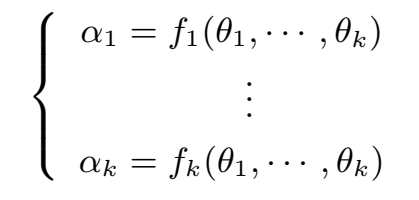 α₁ = f₁(θ₁, ⋯ , θₖ)
⋮
αₖ = fₖ(θ₁, ⋯ , θₖ)